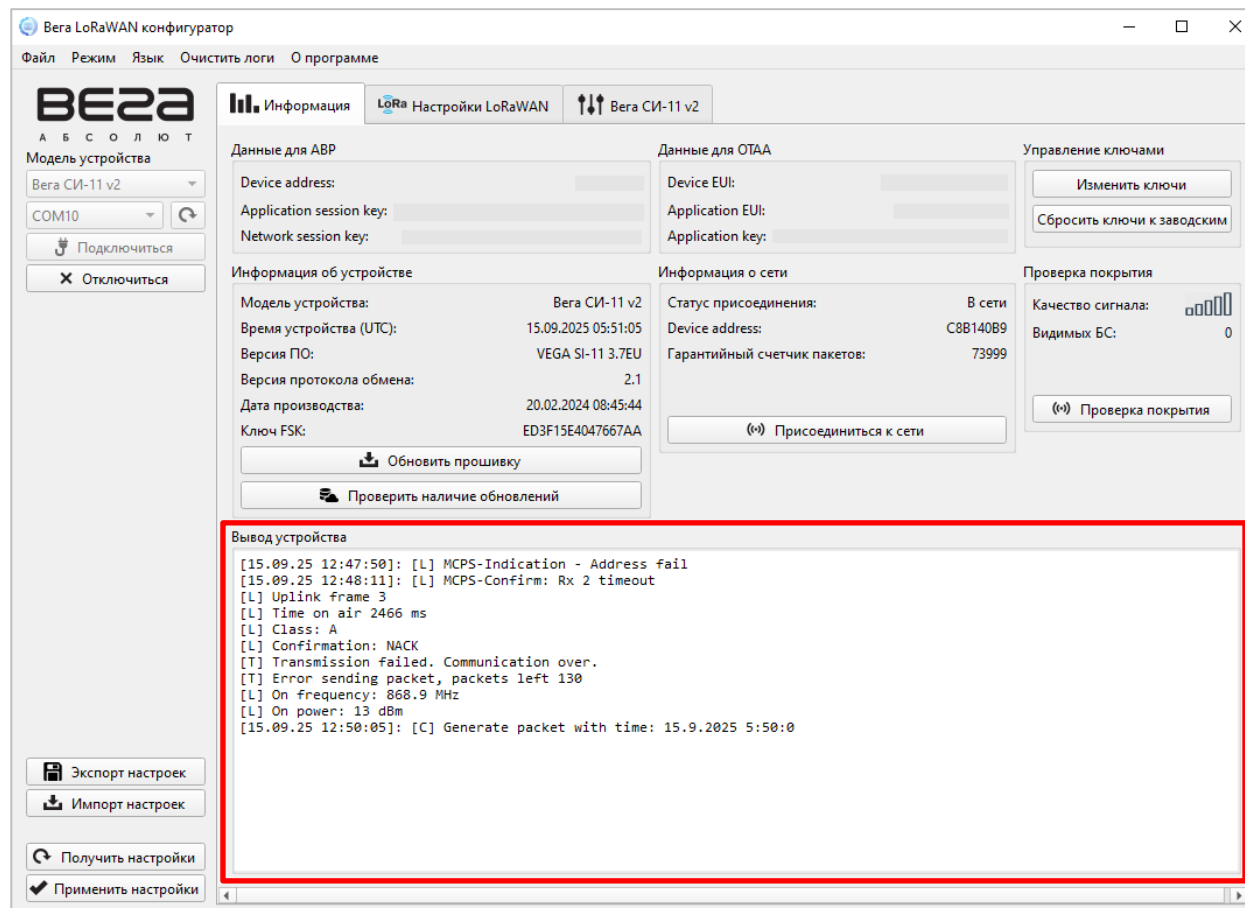 Вега LoRaWAN конфигуратор
Файл Режим Язык Очистить логи О программе
ВЕГА
АБСОЛЮТ
Модель устройства
Вега СИ-11 v2
COM10
Подключиться
Отключиться
Экспорт настроек
Импорт настроек
Получить настройки
Применить настройки
Информация
LoRa Настройки LoRaWAN
Вега СИ-11 v2
Данные для ABP
Device address:
Application session key:
Network session key:
Данные для OTAA
Device EUI:
Application EUI:
Application key:
Управление ключами
Изменить ключи
Сбросить ключи к заводским
Информация об устройстве
Модель устройства: Вега СИ-11 v2
Время устройства (UTC): 15.09.2025 05:51:05
Версия ПО: VEGA SI-11 3.7EU
Версия протокола обмена: 2.1
Дата производства: 20.02.2024 08:45:44
Ключ FSK: ED3F15E4047667AA
Обновить прошивку
Проверить наличие обновлений
Информация о сети
Статус присоединения: В сети
Device address: C8B140B9
Гарантийный счетчик пакетов: 73999
Присоединиться к сети
Проверка покрытия
Качество сигнала:
Видимых БС: 0
Проверка покрытия
Вывод устройства
[15.09.25 12:47:50]: [L] MCPS-Indication - Address fail
[15.09.25 12:48:11]: [L] MCPS-Confirm: Rx 2 timeout
[L] Uplink frame 3
[L] Time on air 2466 ms
[L] Class: A
[L] Confirmation: NACK
[T] Transmission failed. Communication over.
[T] Error sending packet, packets left 130
[L] On frequency: 868.9 MHz
[L] On power: 13 dBm
[15.09.25 12:50:05]: [C] Generate packet with time: 15.9.2025 5:50:0